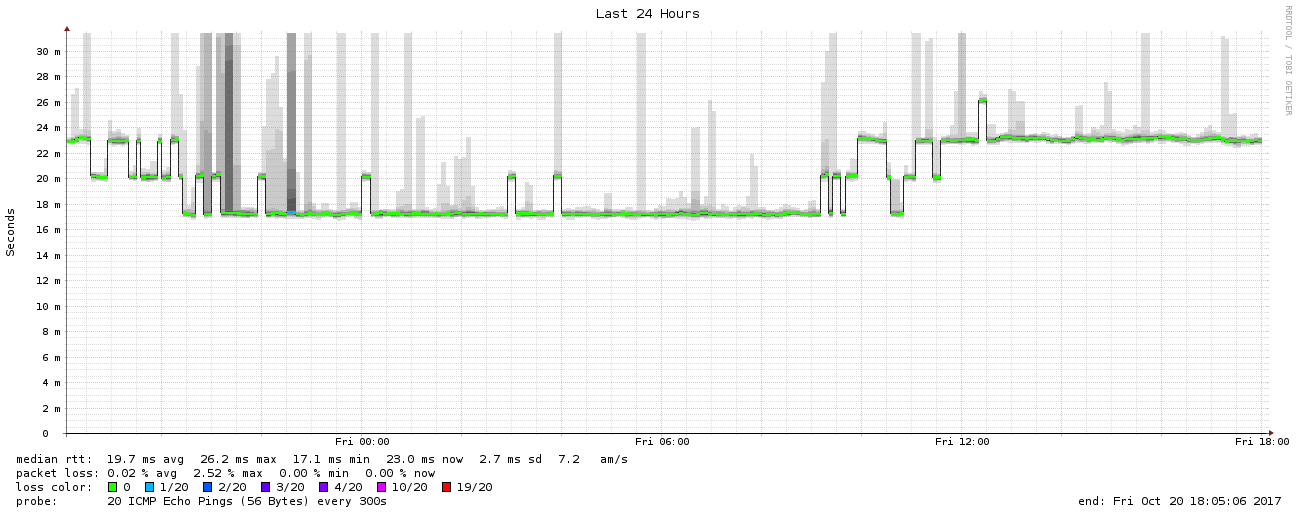 Last 24 Hours
RRDTOOL / TOBI OETIKER
Seconds
30 m
28 m
26 m
24 m
22 m
20 m
18 m
16 m
14 m
12 m
10 m
8 m
6 m
4 m
2 m
0
Fri 00:00 Fri 06:00 Fri 12:00 Fri 18:00
median rtt: 19.7 ms avg 26.2 ms max 17.1 ms min 23.0 ms now 2.7 ms sd 7.2 am/s
packet loss: 0.02 % avg 2.52 % max 0.00 % min 0.00 % now
loss color: 0 1/20 2/20 3/20 4/20 10/20 19/20
probe: 20 ICMP Echo Pings (56 Bytes) every 300s end: Fri Oct 20 18:05:06 2017